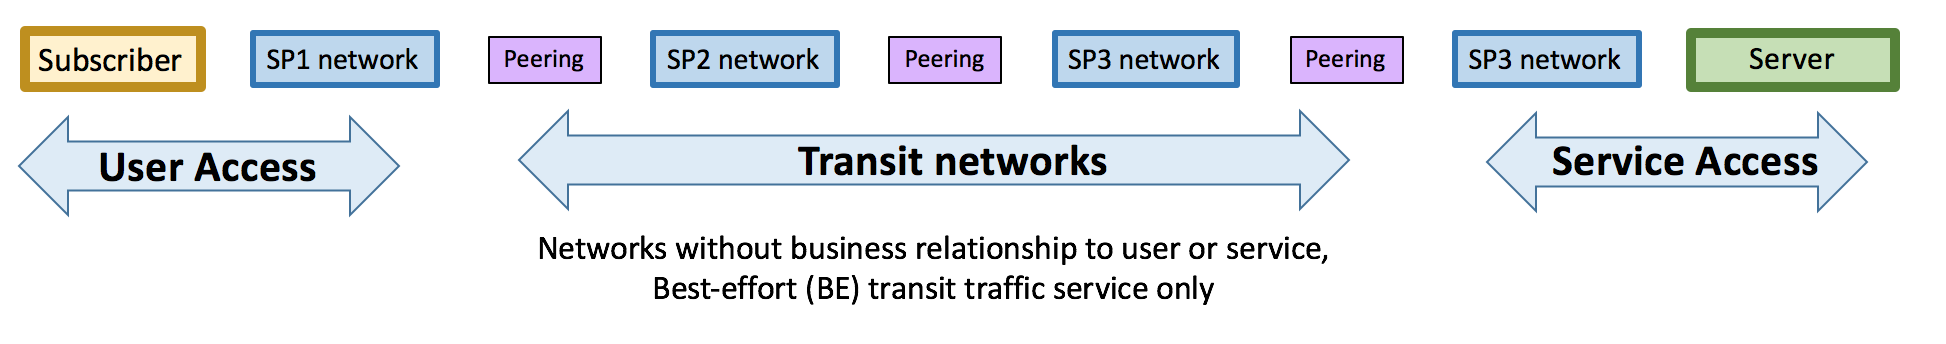 Subscriber
SP1 network
Peering
SP2 network
Peering
SP3 network
Peering
SP3 network
Server
User Access
Transit networks
Service Access
Networks without business relationship to user or service,
Best-effort (BE) transit traffic service only